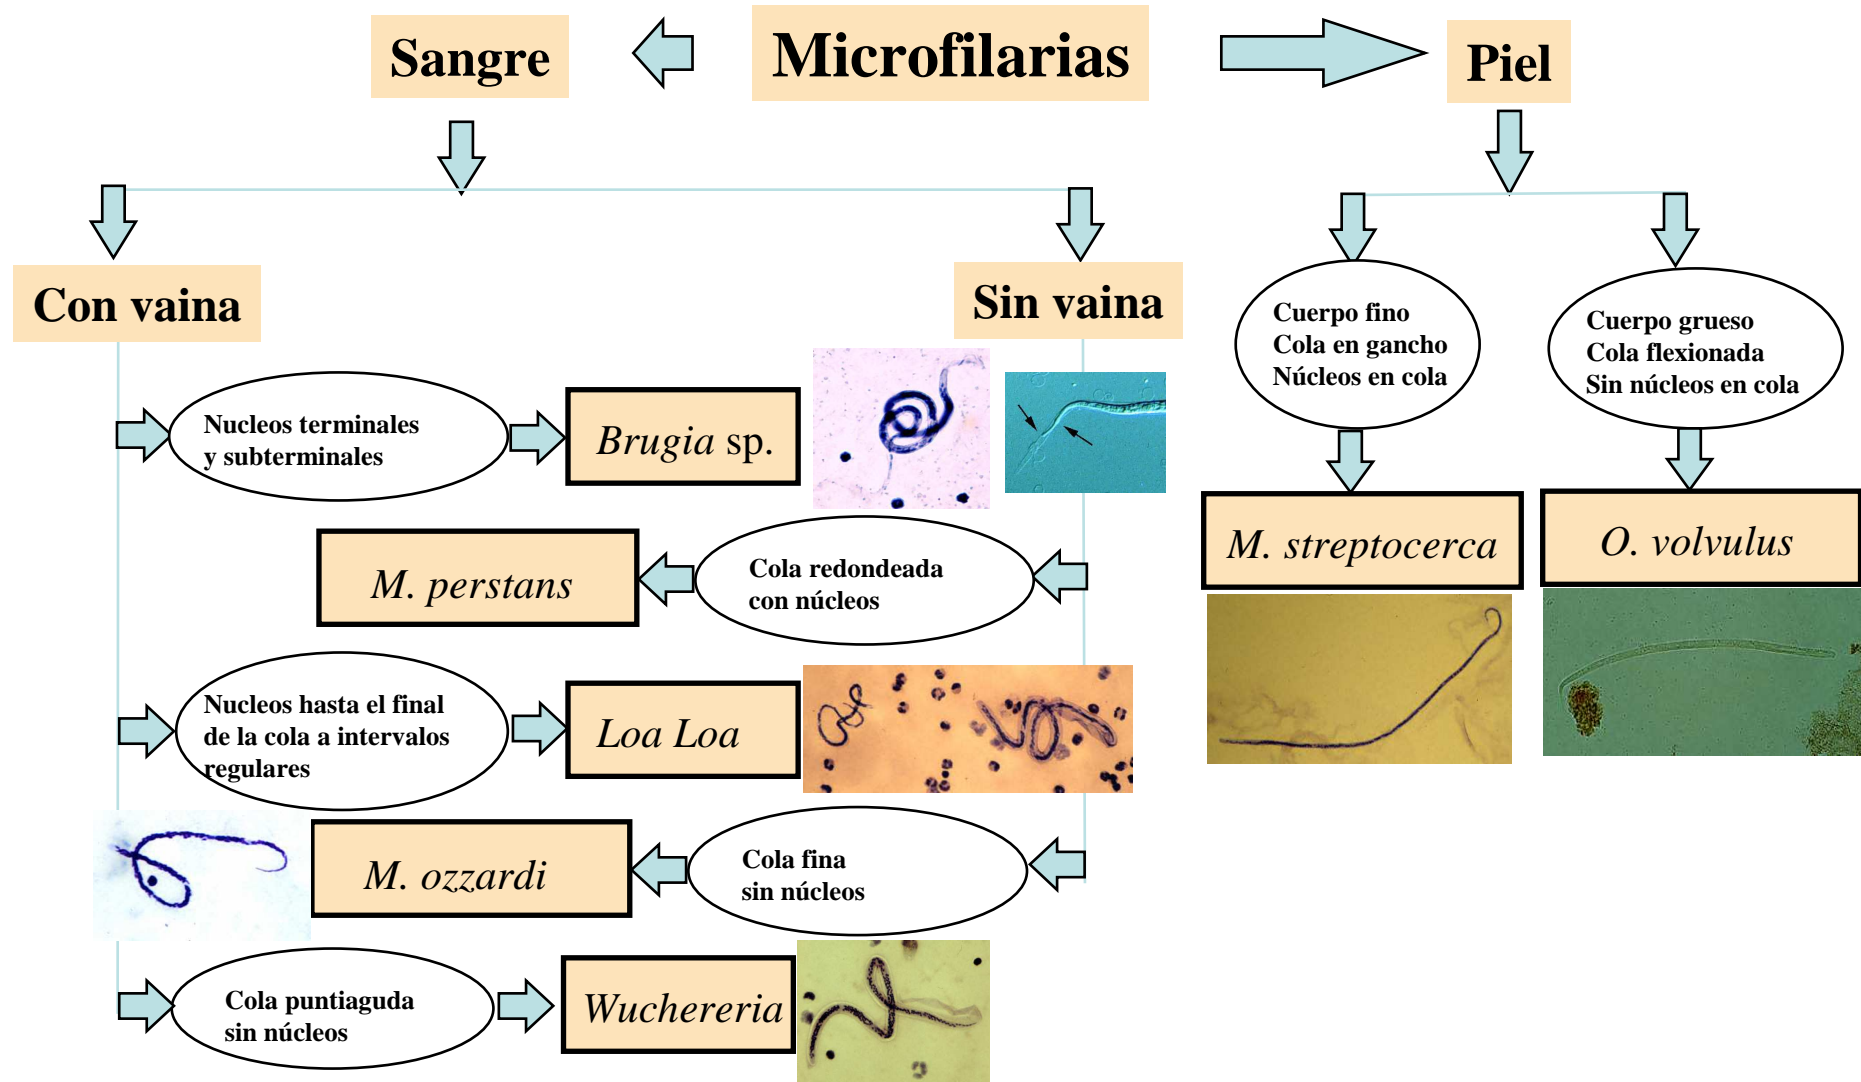 Microfilarias
Sangre
Piel
Con vaina
Sin vaina
Nucleos terminales
y subterminales
Brugia sp.
Cola redondeada
con núcleos
M. perstans
Nucleos hasta el final
de la cola a intervalos
regulares
Loa Loa
Cola fina
sin núcleos
M. ozzardi
Cola puntiaguda
sin núcleos
Wuchereria
Cuerpo fino
Cola en gancho
Núcleos en cola
M. streptocerca
Cuerpo grueso
Cola flexionada
Sin núcleos en cola
O. volvulus